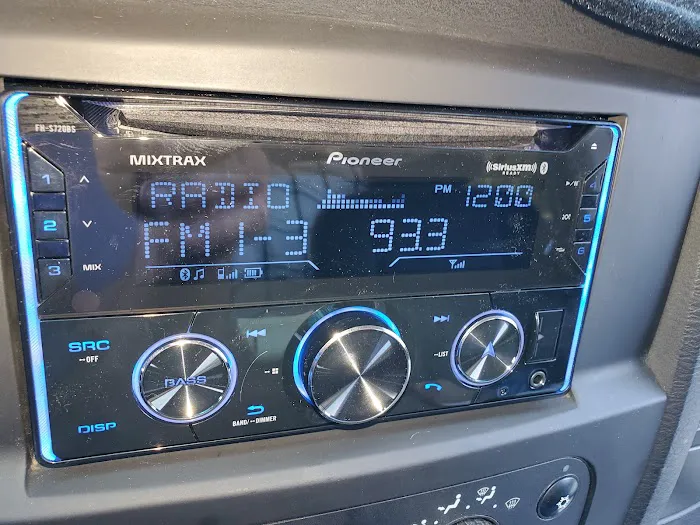 FH-S720BS
MIXTRAX Pioneer ((SiriusXM)) READY
1 RADIO PM 12:00 4
2 FM1-3 93.3 5
3 MIX 6
SRC
-OFF
BASS
DISP
BAND/ - DIMMER
-LIST